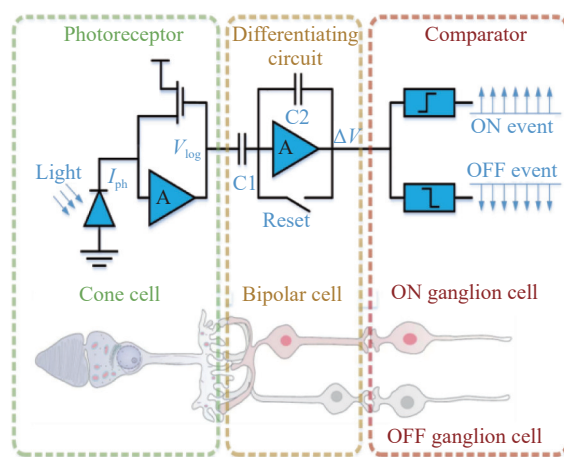 Photoreceptor
Differentiating
circuit
Comparator
C2
A
ΔV
V_log
ON event
Light
I_ph
A
C1
OFF event
Reset
Cone cell
Bipolar cell
ON ganglion cell
OFF ganglion cell